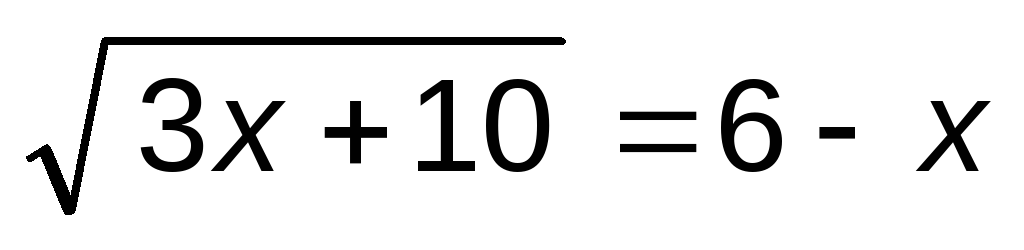 √(3x + 10) = 6 - x